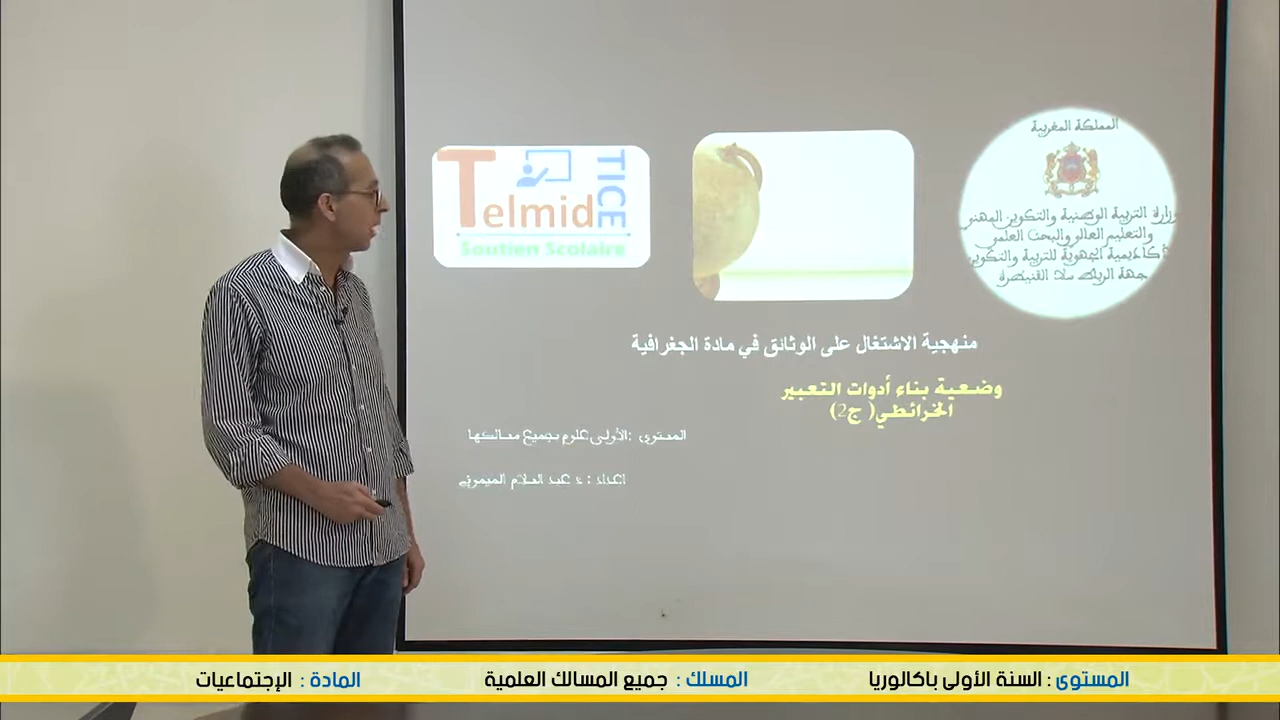 المملكة المغربية
وزارة التربية الوطنية والتكوين المهني
والتعليم العالي والبحث العلمي
الأكاديمية الجهوية للتربية والتكوين
جهة الرباط سلا القنيطرة
Telmid TICE
Soutien Scolaire
منهجية الاشتغال على الوثائق في مادة الجغرافية
وضعية بناء أدوات التعبير
الخرائطي( ج2)
المستوى :الأولى علوم بجميع مسالكها
إعداد : د عبد السلام الميموني
المستوى : السنة الأولى باكالوريا
المسلك : جميع المسالك العلمية
المادة : الإجتماعيات